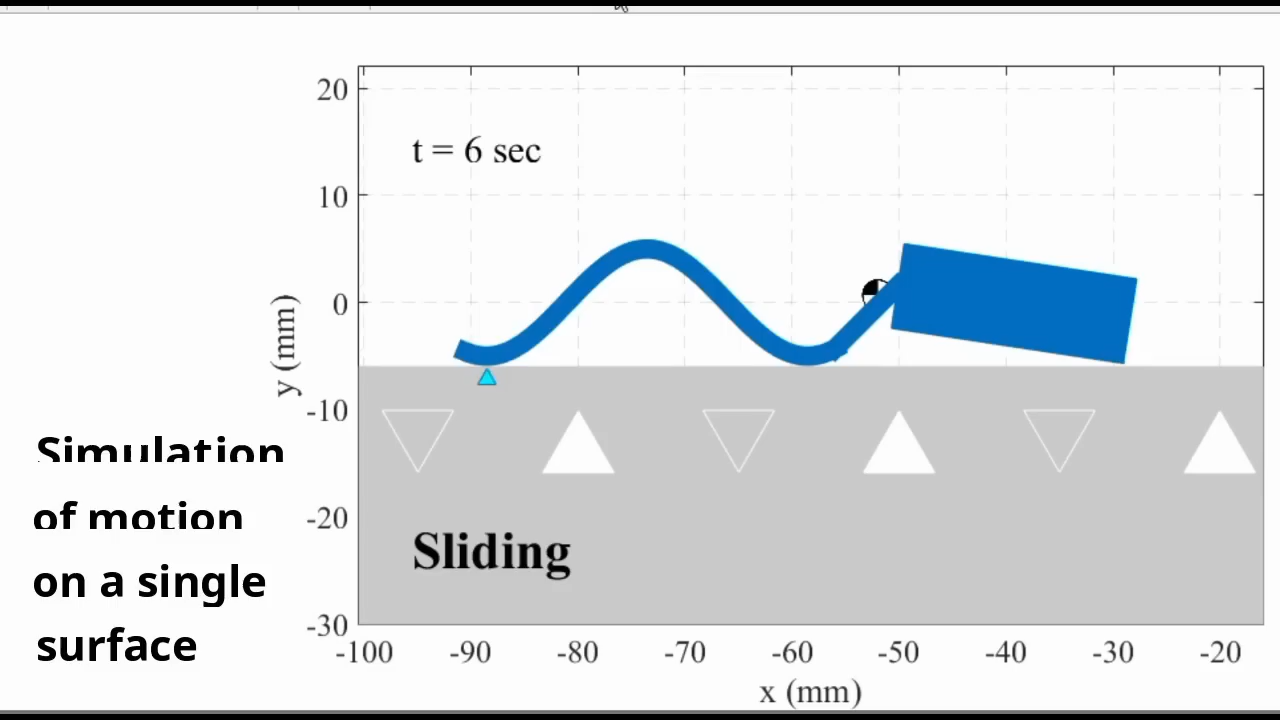 20
t = 6 sec
10
0
y (mm)
-10
Simulation
of motion
on a single
surface
-20
Sliding
-30
-100 -90 -80 -70 -60 -50 -40 -30 -20
x (mm)